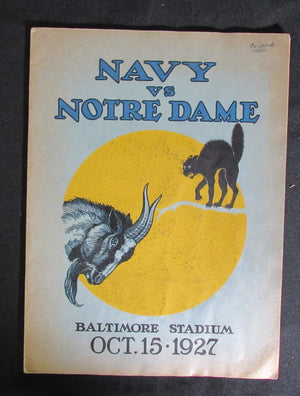 NAVY
VS
NOTRE DAME
BALTIMORE STADIUM
OCT. 15 · 1927